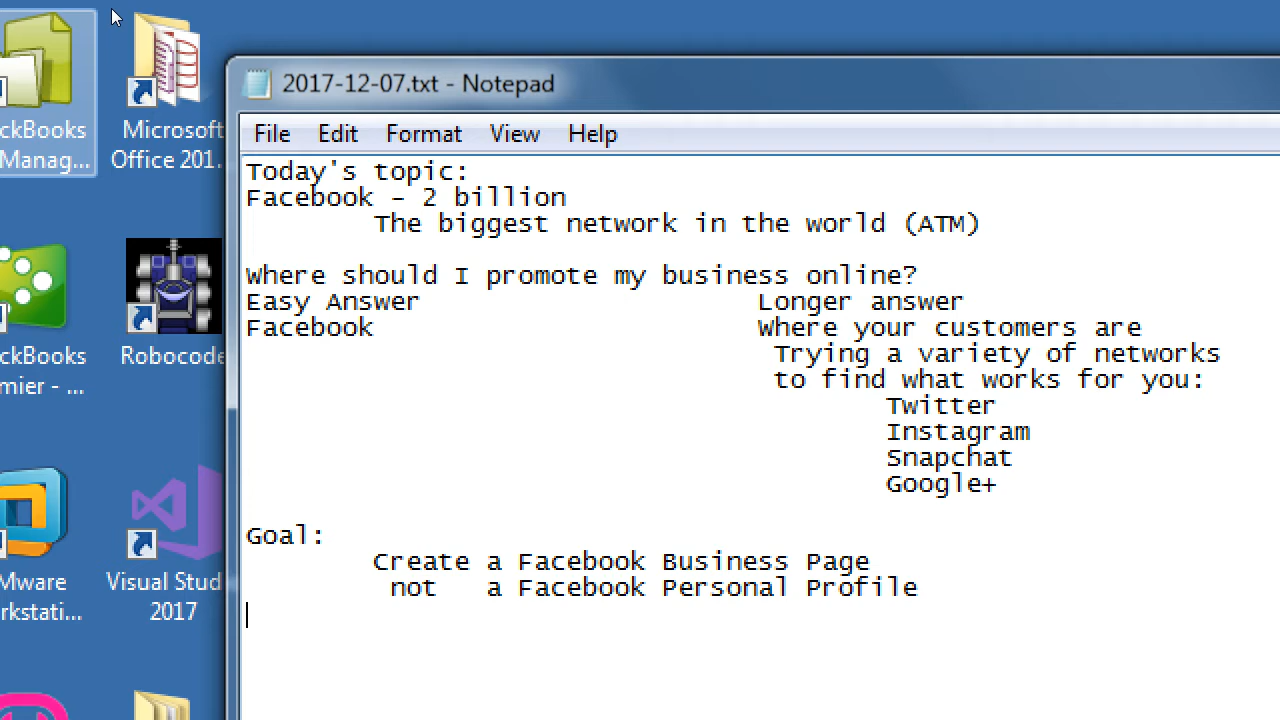 2017-12-07.txt - Notepad
File Edit Format View Help
Today's topic:
Facebook - 2 billion
The biggest network in the world (ATM)
Where should I promote my business online?
Easy Answer Longer answer
Facebook Where your customers are
Trying a variety of networks
to find what works for you:
Twitter
Instagram
Snapchat
Google+
Goal:
Create a Facebook Business Page
not a Facebook Personal Profile
ckBooks
Manag...
Microsoft
Office 201...
ckBooks
mier - ...
Robocode
Mware
rkstati...
Visual Stud
2017